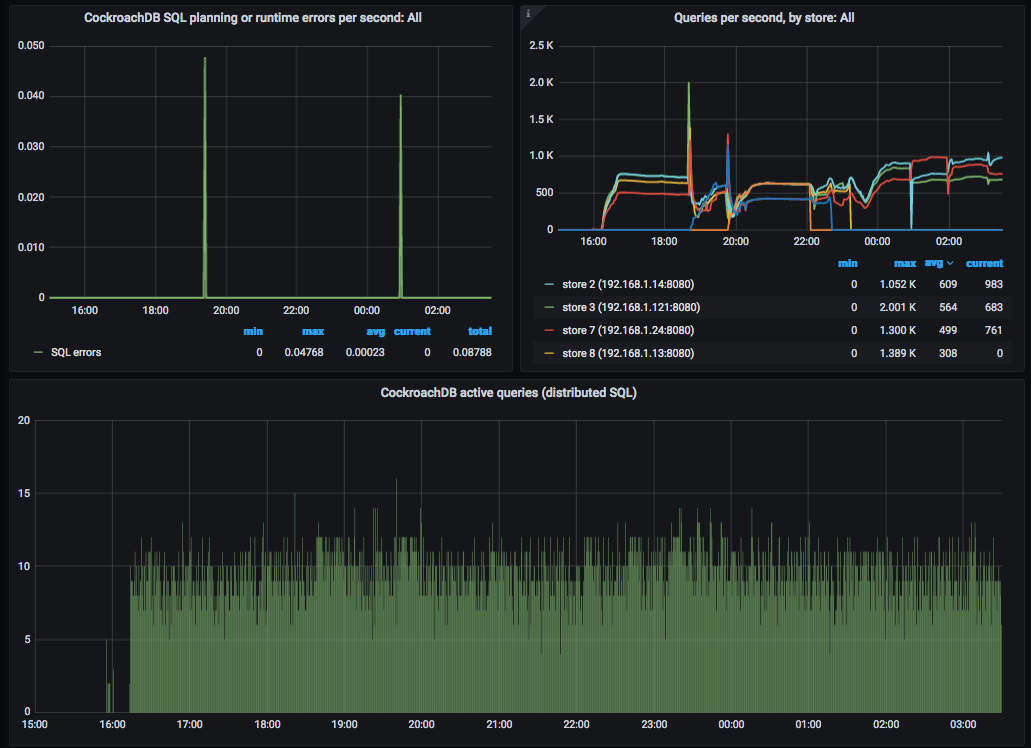 CockroachDB SQL planning or runtime errors per second: All
0.050
0.040
0.030
0.020
0.010
0
16:00 18:00 20:00 22:00 00:00 02:00
min max avg current total
SQL errors 0 0.04768 0.00023 0 0.08788
i
Queries per second, by store: All
2.5 K
2.0 K
1.5 K
1.0 K
500
0
16:00 18:00 20:00 22:00 00:00 02:00
min max avg current
store 2 (192.168.1.14:8080) 0 1.052 K 609 983
store 3 (192.168.1.121:8080) 0 2.001 K 564 683
store 7 (192.168.1.24:8080) 0 1.300 K 499 761
store 8 (192.168.1.13:8080) 0 1.389 K 308 0
CockroachDB active queries (distributed SQL)
20
15
10
5
0
15:00 16:00 17:00 18:00 19:00 20:00 21:00 22:00 23:00 00:00 01:00 02:00 03:00